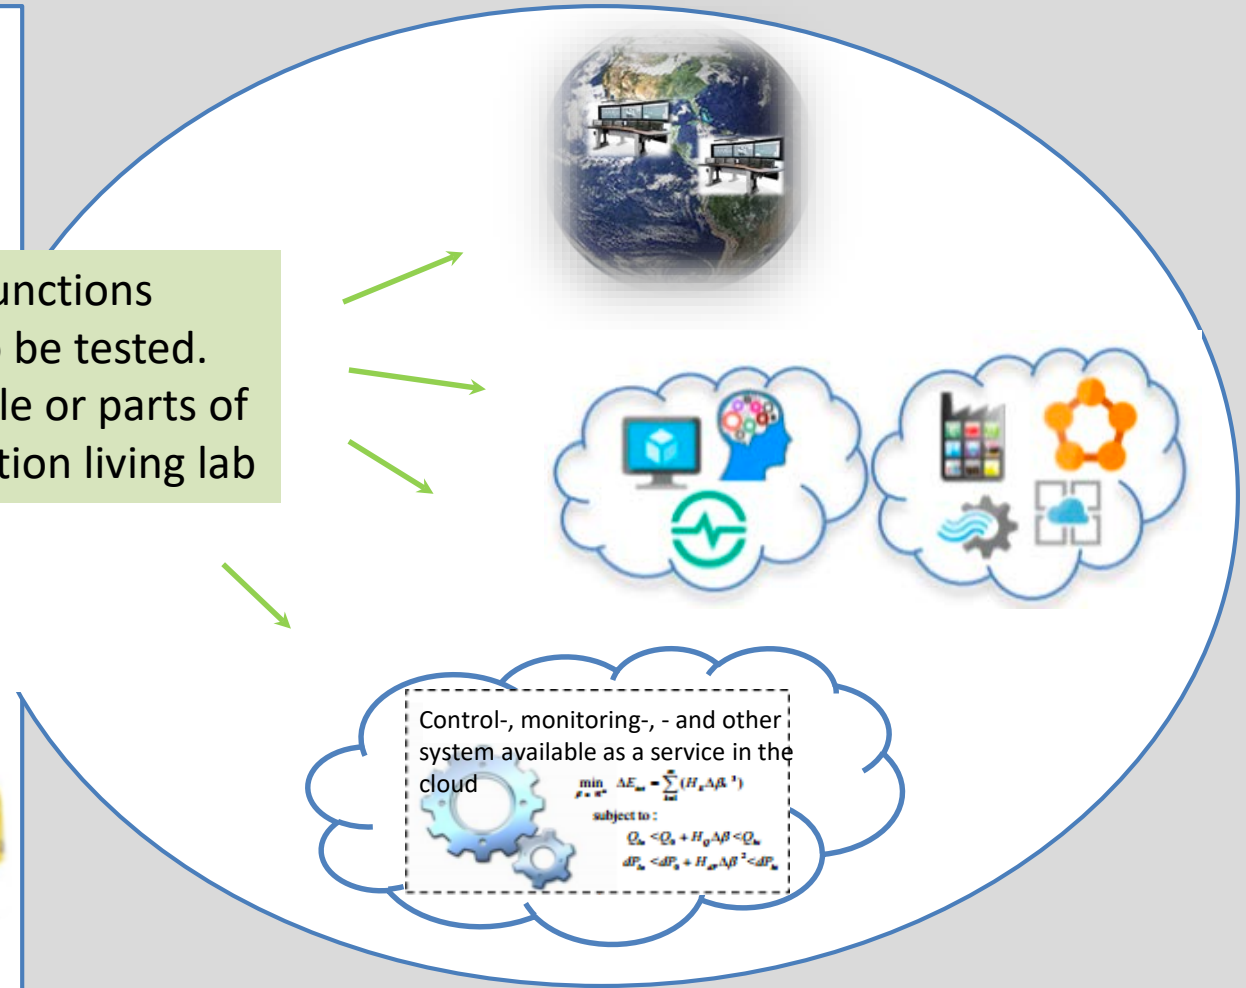 unctions
be tested.
le or parts of
tion living lab
Control-, monitoring-, - and other
system available as a service in the
cloud
subject to :